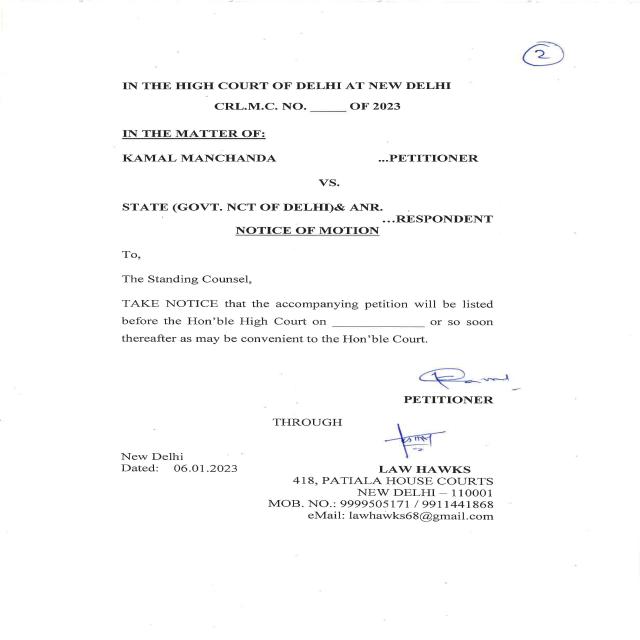 2
IN THE HIGH COURT OF DELHI AT NEW DELHI
CRL.M.C. NO. _____ OF 2023
IN THE MATTER OF:
KAMAL MANCHANDA ...PETITIONER
VS.
STATE (GOVT. NCT OF DELHI)& ANR.
...RESPONDENT
NOTICE OF MOTION
To,
The Standing Counsel,
TAKE NOTICE that the accompanying petition will be listed
before the Hon'ble High Court on ______________ or so soon
thereafter as may be convenient to the Hon'ble Court.
PETITIONER
THROUGH
New Delhi
Dated: 06.01.2023
LAW HAWKS
418, PATIALA HOUSE COURTS
NEW DELHI – 110001
MOB. NO.: 9999505171 / 9911441868
eMail: lawhawks68@gmail.com